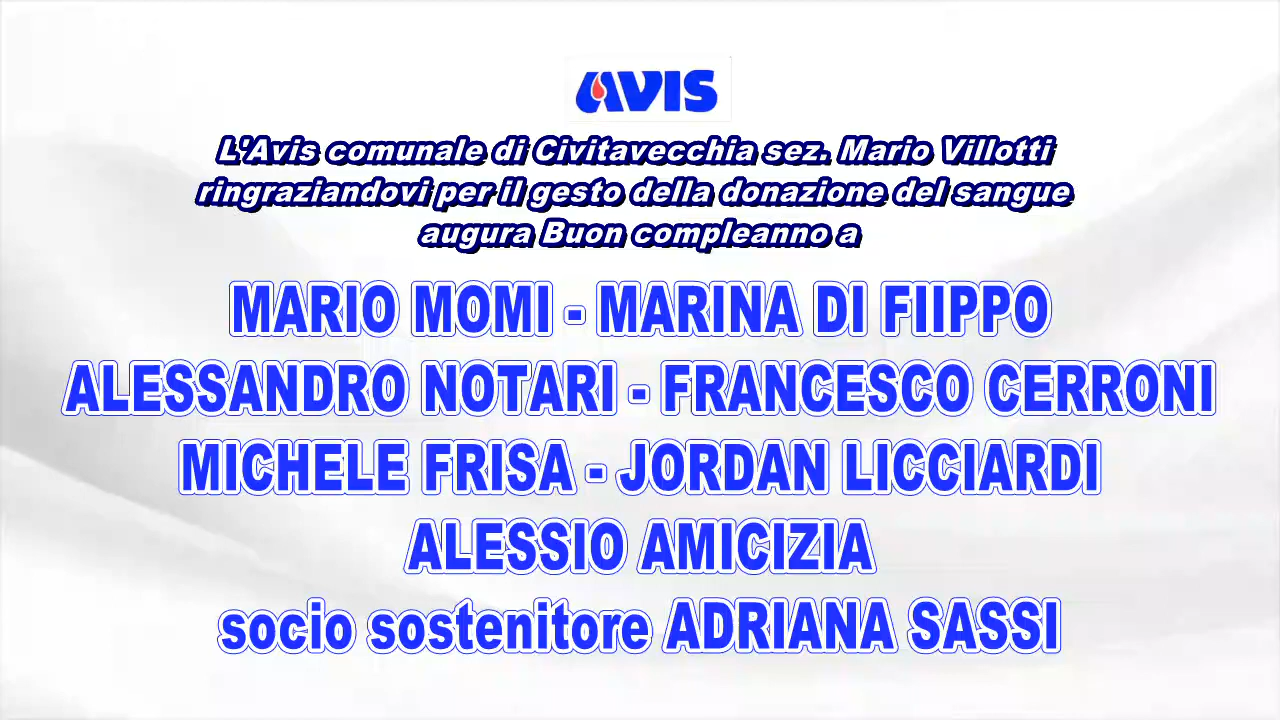 AVIS
L'Avis comunale di Civitavecchia sez. Mario Villotti
ringraziandovi per il gesto della donazione del sangue
augura Buon compleanno a
MARIO MOMI - MARINA DI FIIPPO
ALESSANDRO NOTARI - FRANCESCO CERRONI
MICHELE FRISA - JORDAN LICCIARDI
ALESSIO AMICIZIA
socio sostenitore ADRIANA SASSI